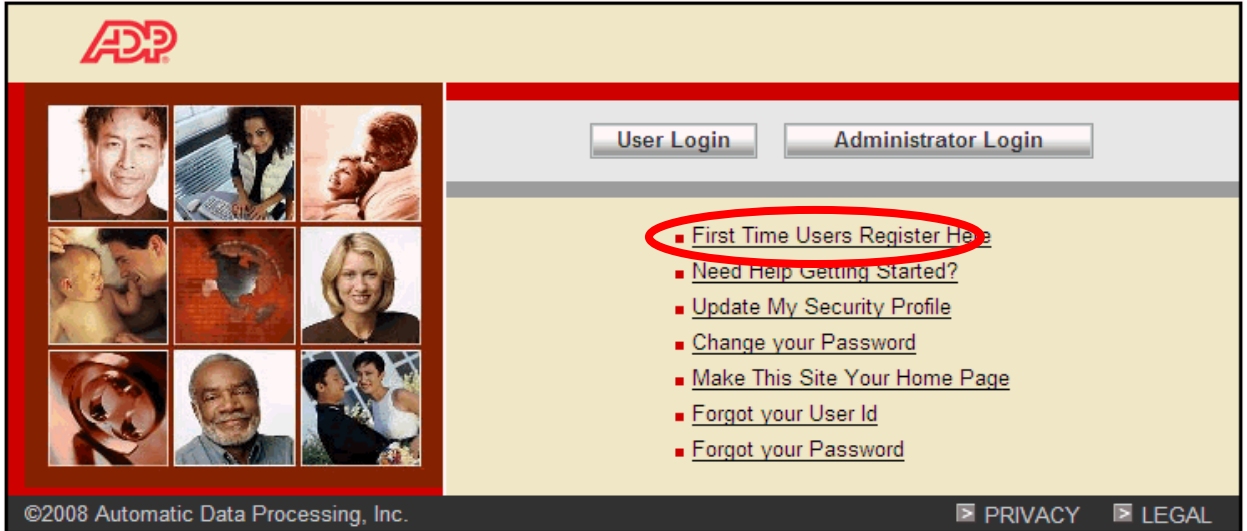 ADP
User Login Administrator Login
First Time Users Register Here
Need Help Getting Started?
Update My Security Profile
Change your Password
Make This Site Your Home Page
Forgot your User Id
Forgot your Password
©2008 Automatic Data Processing, Inc. PRIVACY LEGAL